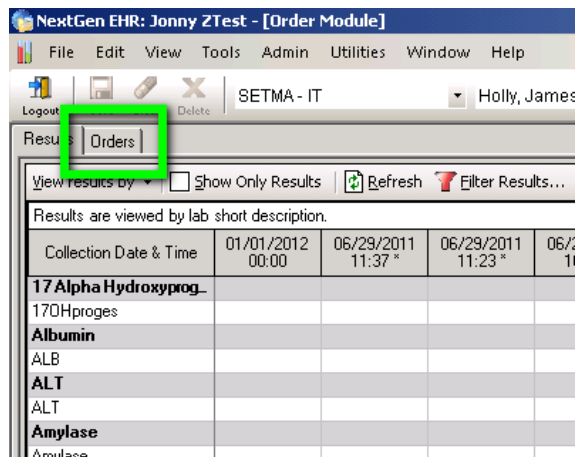 NextGen EHR: Jonny ZTest - [Order Module]
File Edit View Tools Admin Utilities Window Help
SETMA - IT Holly, James
Logout Delete
Results Orders
View results by Show Only Results Refresh Filter Results...
Results are viewed by lab short description.
Collection Date & Time 01/01/2012 00:00 06/29/2011 11:37 * 06/29/2011 11:23 *
17 Alpha Hydroxyprog...
17OHproges
Albumin
ALB
ALT
ALT
Amylase
Amylase